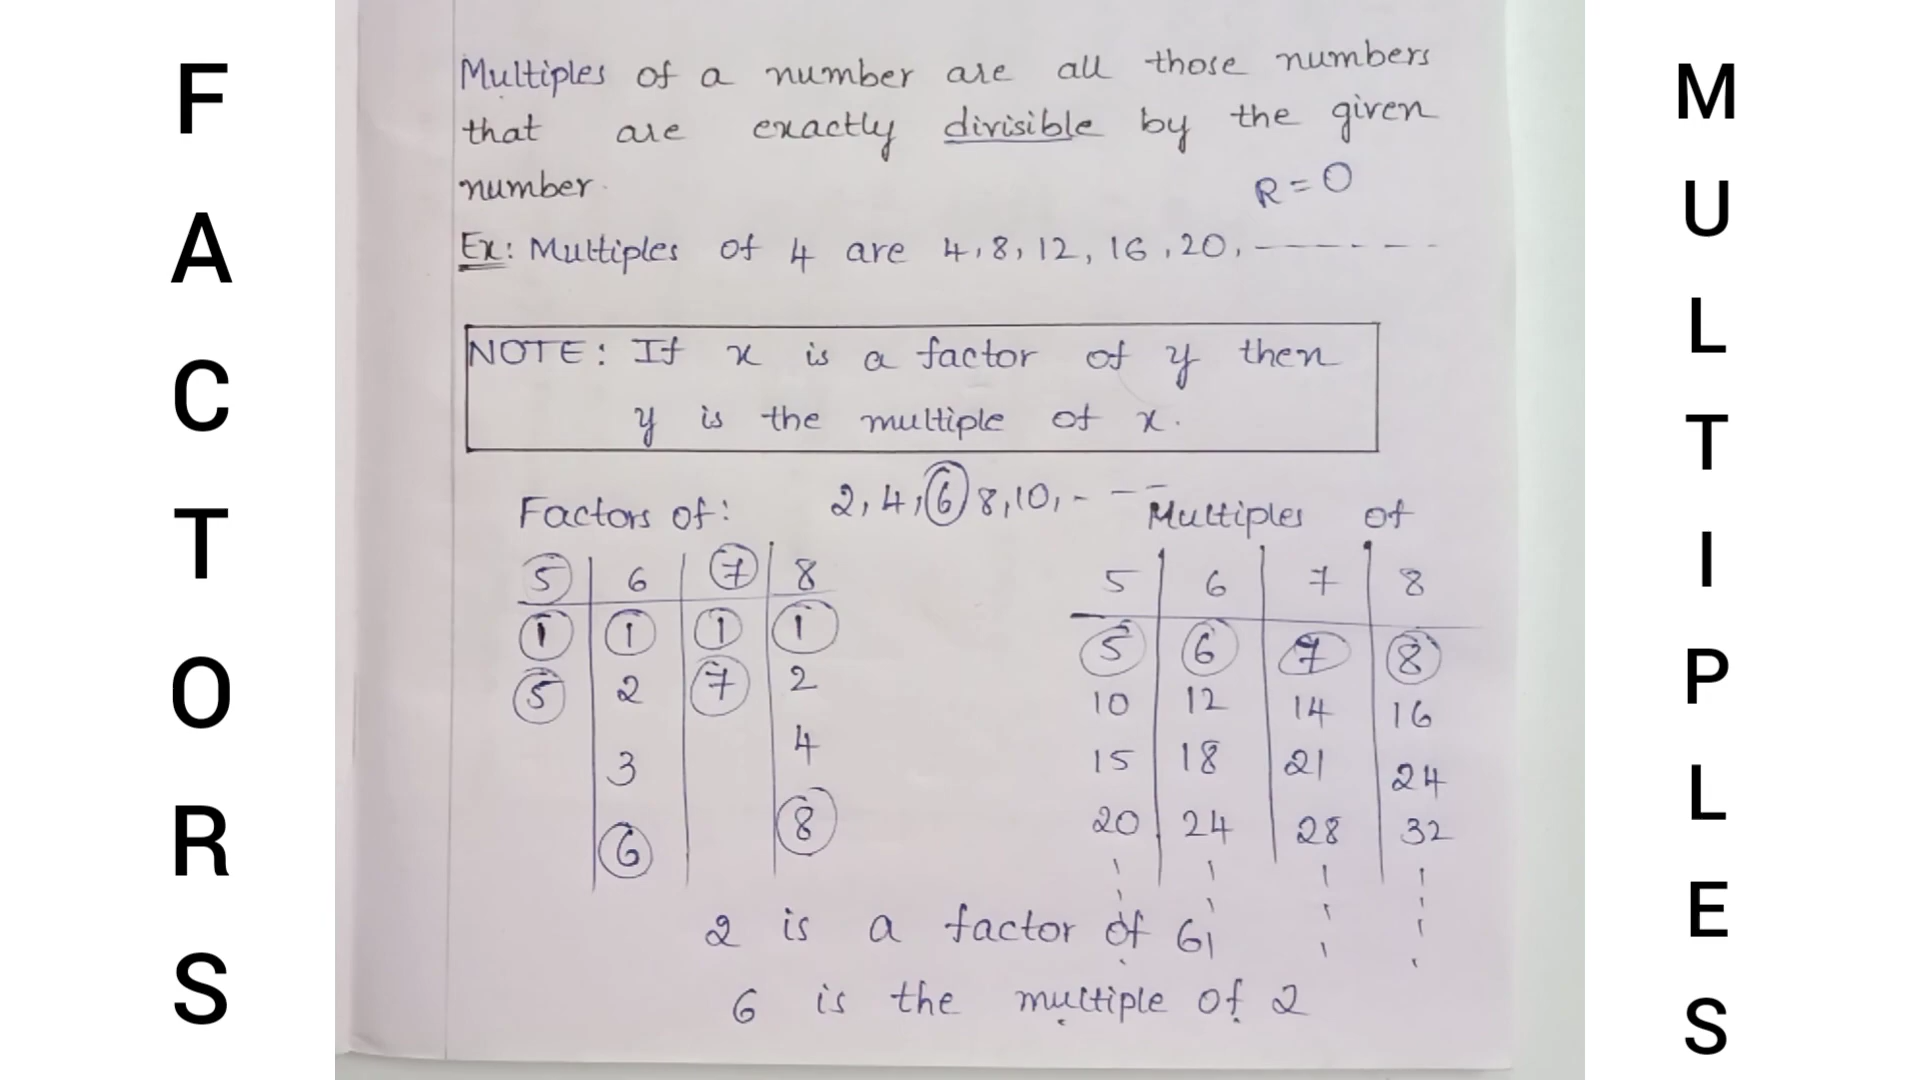 FACTORS
Multiples of a number are all those numbers
that are exactly divisible by the given
number.
R = 0
Ex: Multiples of 4 are 4, 8, 12, 16, 20, - - - - -
NOTE: If x is a factor of y then
y is the multiple of x.
2, 4, 6 8, 10, - - -
Factors of:
5 6 7 8
1 1 1 1
5 2 7 2
3 4
6 8
Multiples of
5 6 7 8
5 6 7 8
10 12 14 16
15 18 21 24
20 24 28 32
2 is a factor of 6
6 is the multiple of 2
MULTIPLES